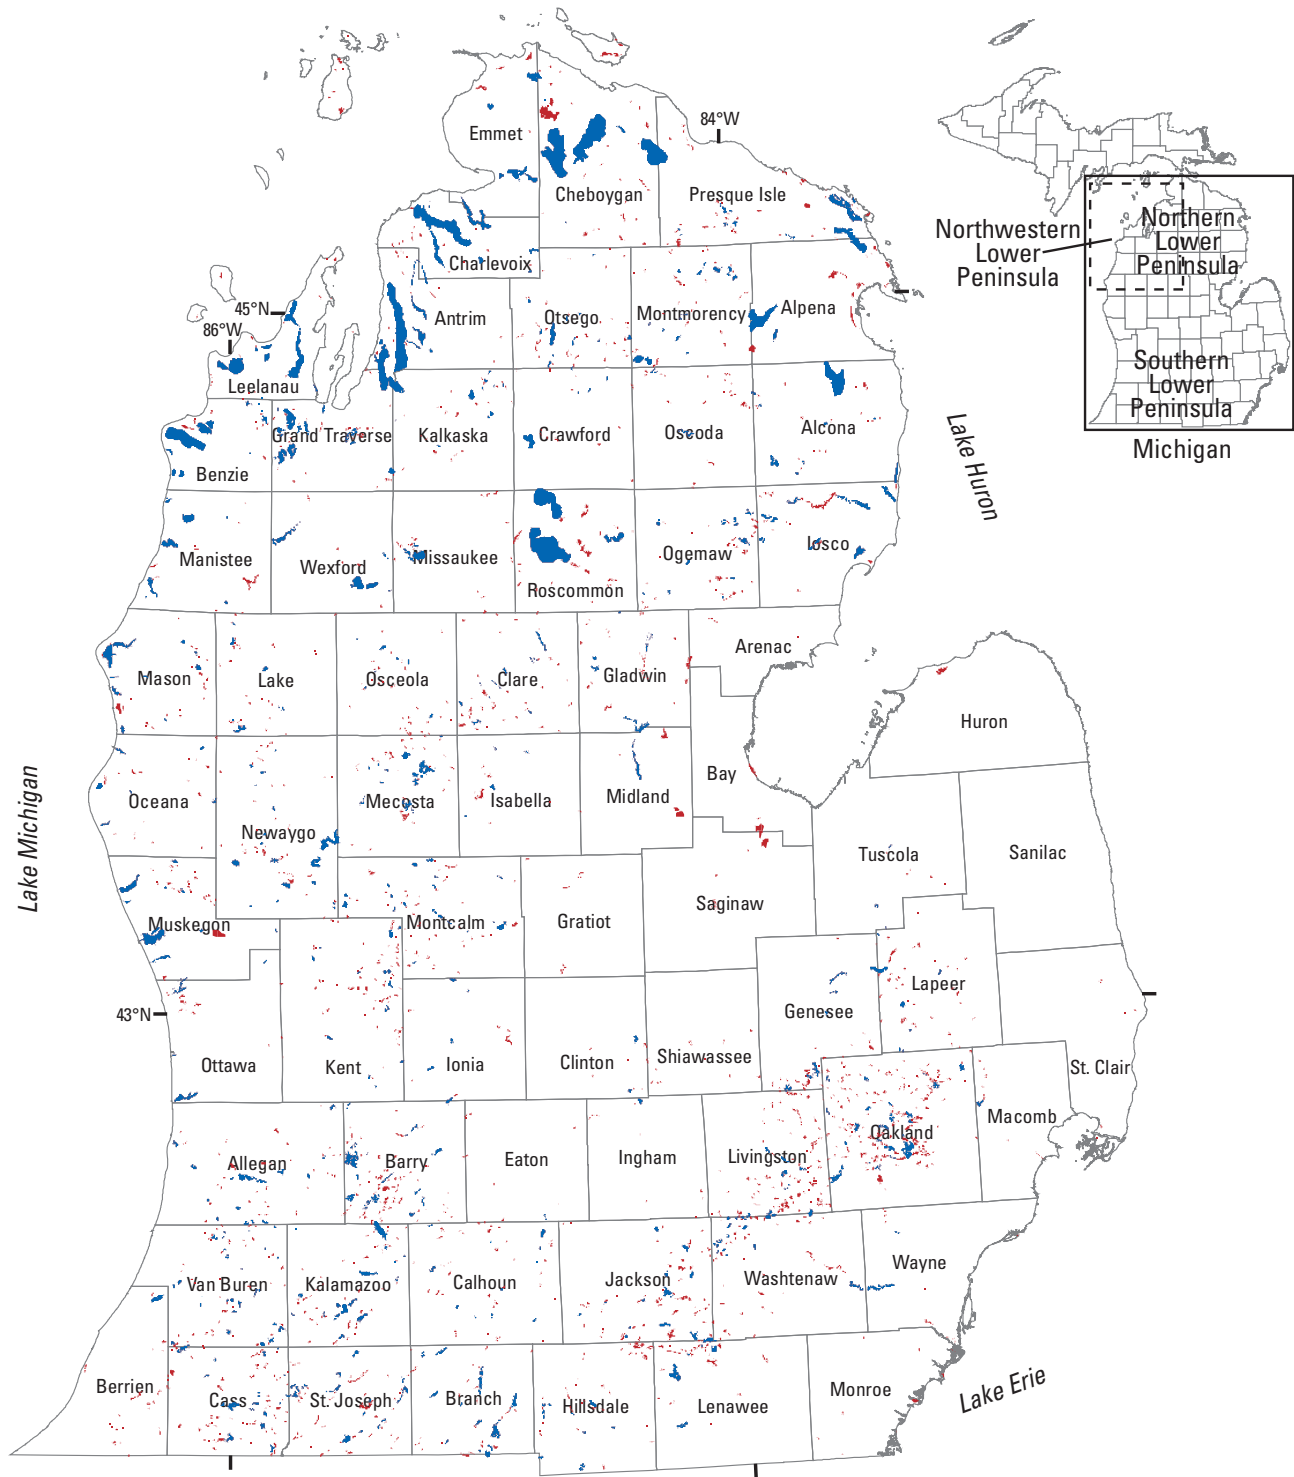 84°W
Emmet
Cheboygan
Presque Isle
Northwestern
Lower
Peninsula
Northern
Lower
Peninsula
Southern
Lower
Peninsula
Michigan
Charlevoix
45°N
86°W
Antrim
Otsego
Montmorency
Alpena
Leelanau
Grand Traverse
Kalkaska
Crawford
Oscoda
Alcona
Lake Huron
Benzie
Manistee
Wexford
Missaukee
Roscommon
Ogemaw
Iosco
Arenac
Mason
Lake
Osceola
Clare
Gladwin
Huron
Lake Michigan
Oceana
Newaygo
Mecosta
Isabella
Midland
Bay
Tuscola
Sanilac
Muskegon
Montcalm
Gratiot
Saginaw
43°N
Ottawa
Kent
Ionia
Clinton
Shiawassee
Genesee
Lapeer
St. Clair
Macomb
Allegan
Barry
Eaton
Ingham
Livingston
Oakland
Van Buren
Kalamazoo
Calhoun
Jackson
Washtenaw
Wayne
Berrien
Cass
St. Joseph
Branch
Hillsdale
Lenawee
Monroe
Lake Erie